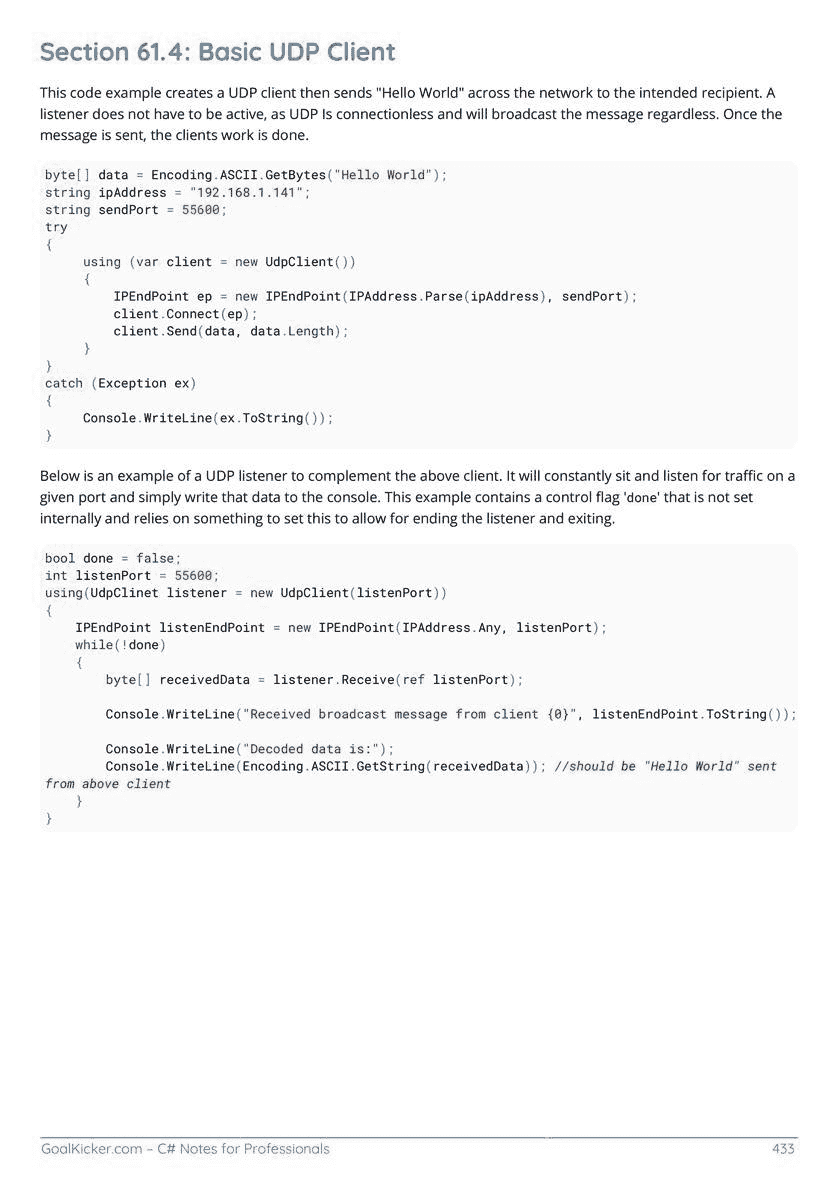 Section 61.4: Basic UDP Client
This code example creates a UDP client then sends "Hello World" across the network to the intended recipient. A
listener does not have to be active, as UDP Is connectionless and will broadcast the message regardless. Once the
message is sent, the clients work is done.
byte[] data = Encoding.ASCII.GetBytes("Hello World");
string ipAddress = "192.168.1.141";
string sendPort = 55600;
try
{
     using (var client = new UdpClient())
     {
         IPEndPoint ep = new IPEndPoint(IPAddress.Parse(ipAddress), sendPort);
         client.Connect(ep);
         client.Send(data, data.Length);
     }
}
catch (Exception ex)
{
     Console.WriteLine(ex.ToString());
}
Below is an example of a UDP listener to complement the above client. It will constantly sit and listen for traffic on a
given port and simply write that data to the console. This example contains a control flag 'done' that is not set
internally and relies on something to set this to allow for ending the listener and exiting.
bool done = false;
int listenPort = 55600;
using(UdpClinet listener = new UdpClient(listenPort))
{
    IPEndPoint listenEndPoint = new IPEndPoint(IPAddress.Any, listenPort);
    while(!done)
    {
        byte[] receivedData = listener.Receive(ref listenPort);
        Console.WriteLine("Received broadcast message from client {0}", listenEndPoint.ToString());
        Console.WriteLine("Decoded data is:");
        Console.WriteLine(Encoding.ASCII.GetString(receivedData)); //should be "Hello World" sent
from above client
    }
}
GoalKicker.com – C# Notes for Professionals 433